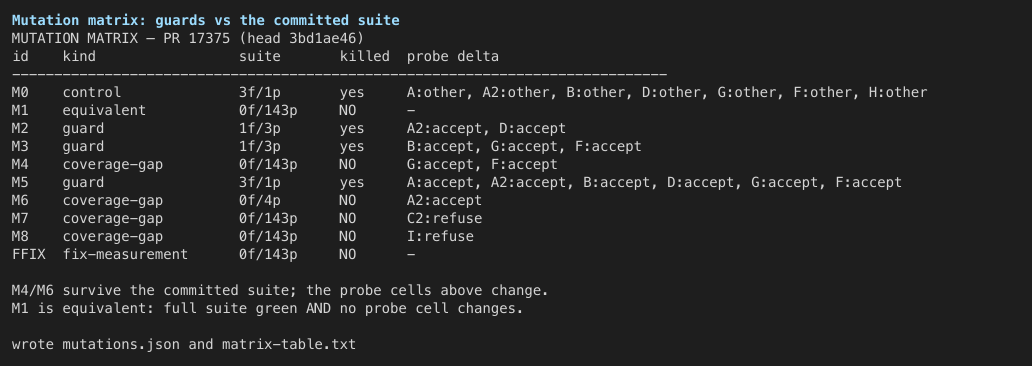 Mutation matrix: guards vs the committed suite
MUTATION MATRIX — PR 17375 (head 3bd1ae46)
id    kind                 suite       killed  probe delta
------------------------------------------------------------------------------
M0    control              3f/1p       yes     A:other, A2:other, B:other, D:other, G:other, F:other, H:other
M1    equivalent           0f/143p     NO      —
M2    guard                1f/3p       yes     A2:accept, D:accept
M3    guard                1f/3p       yes     B:accept, G:accept, F:accept
M4    coverage-gap         0f/143p     NO      G:accept, F:accept
M5    guard                3f/1p       yes     A:accept, A2:accept, B:accept, D:accept, G:accept, F:accept
M6    coverage-gap         0f/4p       NO      A2:accept
M7    coverage-gap         0f/143p     NO      C2:refuse
M8    coverage-gap         0f/143p     NO      I:refuse
FFIX  fix-measurement      0f/143p     NO      —
M4/M6 survive the committed suite; the probe cells above change.
M1 is equivalent: full suite green AND no probe cell changes.
wrote mutations.json and matrix-table.txt